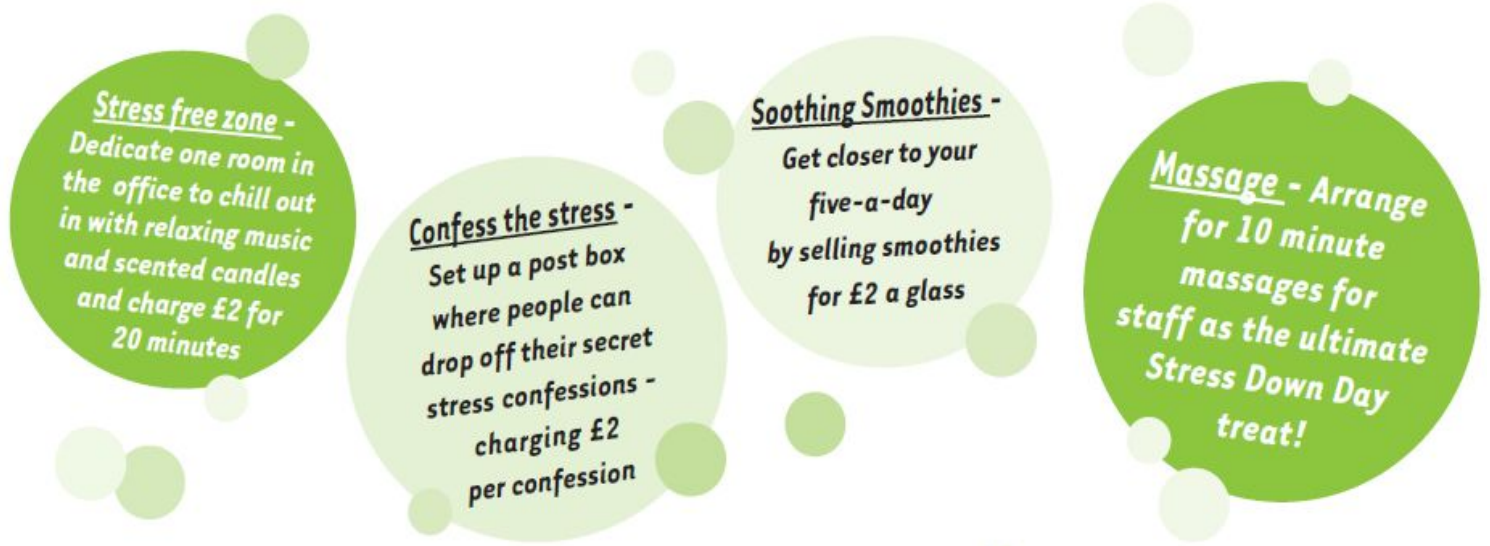 Stress free zone -
Dedicate one room in
the office to chill out
in with relaxing music
and scented candles
and charge £2 for
20 minutes
Confess the stress -
Set up a post box
where people can
drop off their secret
stress confessions -
charging £2
per confession
Soothing Smoothies -
Get closer to your
five-a-day
by selling smoothies
for £2 a glass
Massage - Arrange
for 10 minute
massages for
staff as the ultimate
Stress Down Day
treat!